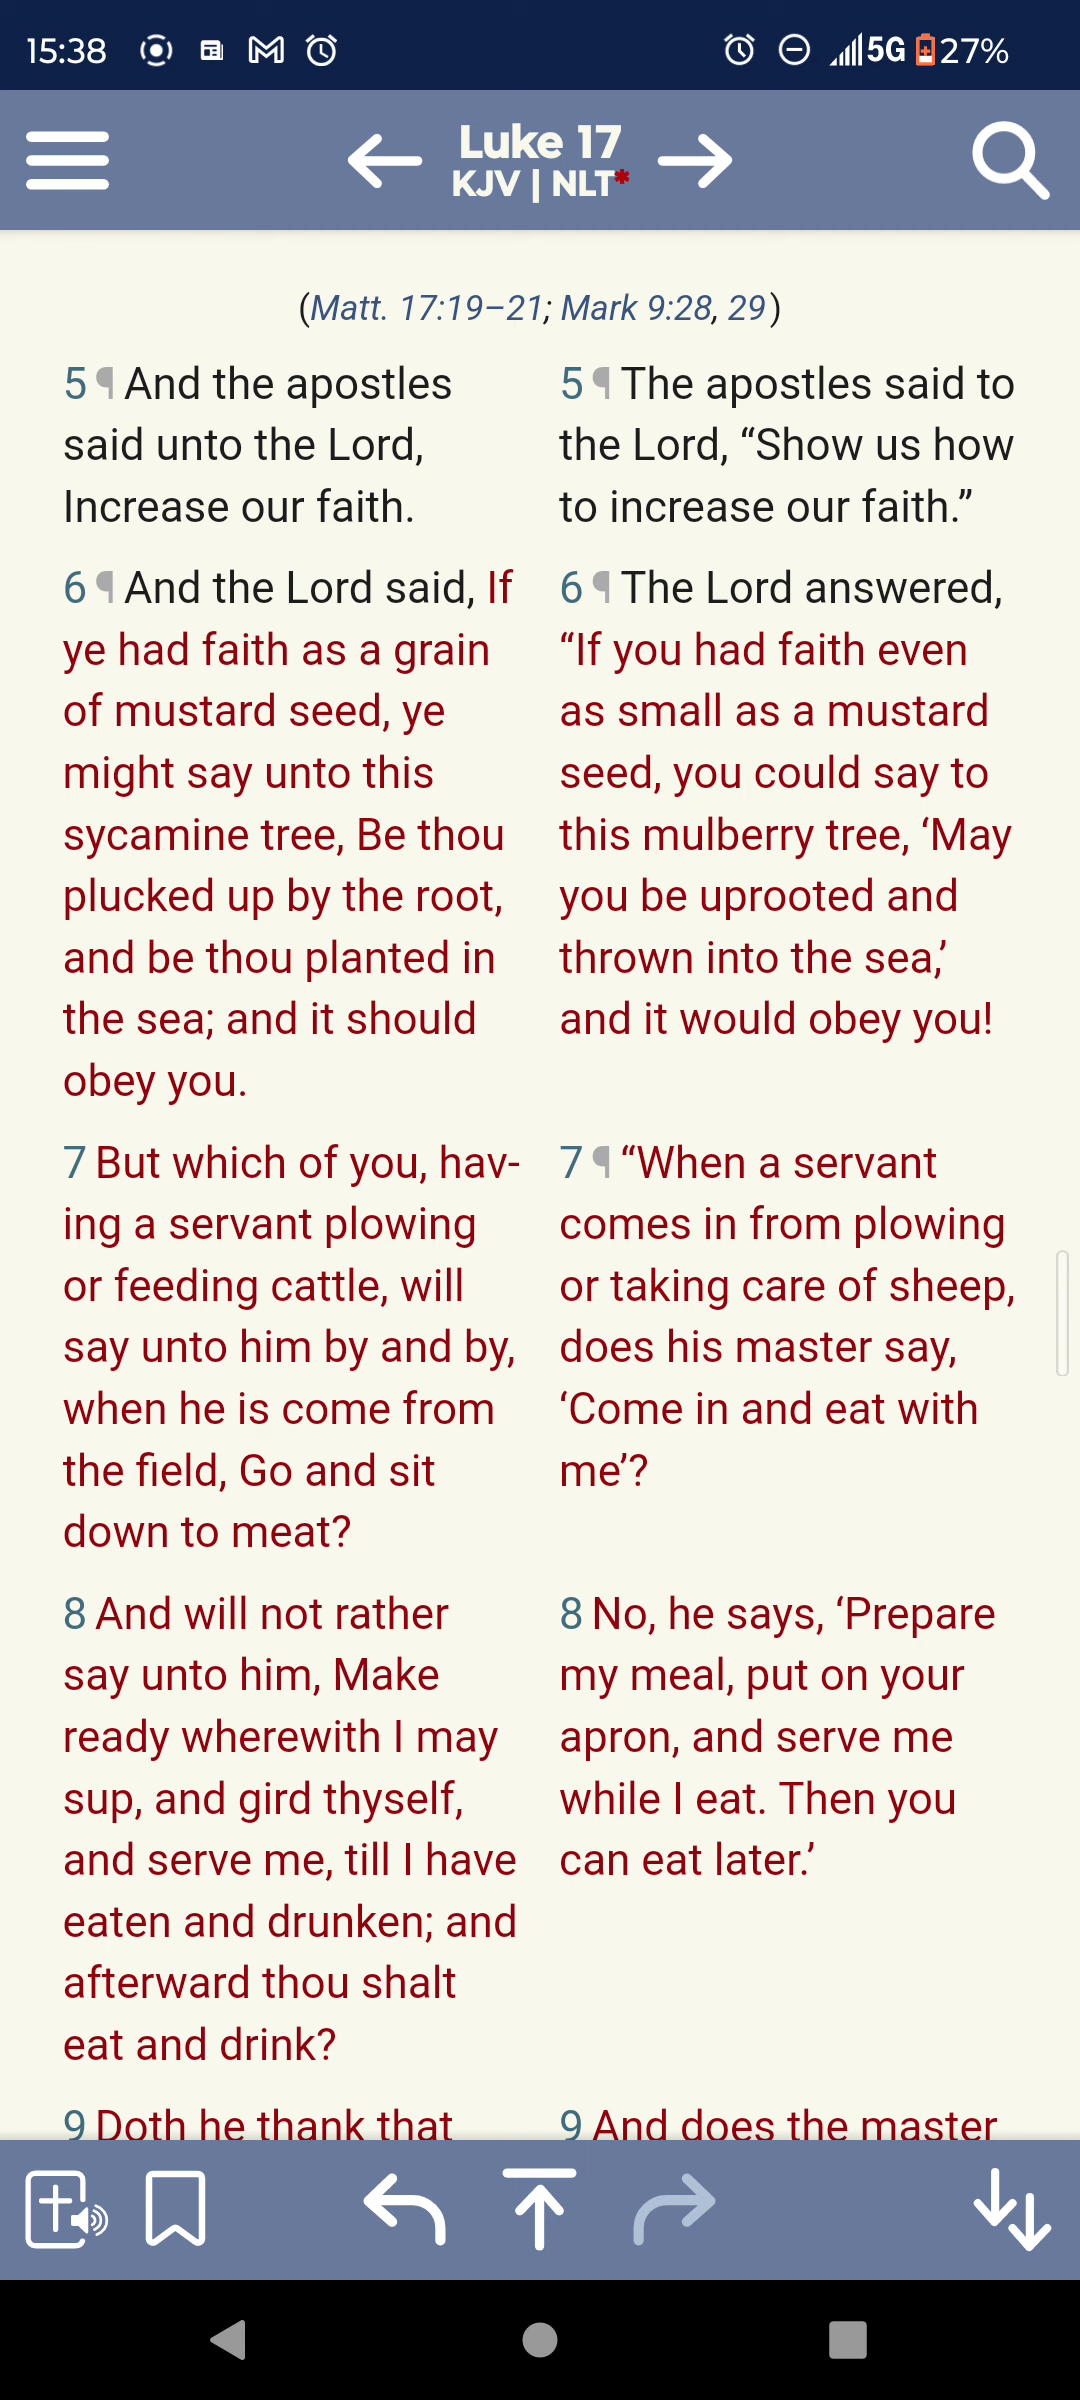 15:38 5G 27%
Luke 17
KJV | NLT*
(Matt. 17:19–21; Mark 9:28, 29)
5 ¶ And the apostles
said unto the Lord,
Increase our faith.
5 ¶ The apostles said to
the Lord, “Show us how
to increase our faith.”
6 ¶ And the Lord said, If
ye had faith as a grain
of mustard seed, ye
might say unto this
sycamine tree, Be thou
plucked up by the root,
and be thou planted in
the sea; and it should
obey you.
6 ¶ The Lord answered,
“If you had faith even
as small as a mustard
seed, you could say to
this mulberry tree, ‘May
you be uprooted and
thrown into the sea,’
and it would obey you!
7 But which of you, hav-
ing a servant plowing
or feeding cattle, will
say unto him by and by,
when he is come from
the field, Go and sit
down to meat?
7 ¶ “When a servant
comes in from plowing
or taking care of sheep,
does his master say,
‘Come in and eat with
me’?
8 And will not rather
say unto him, Make
ready wherewith I may
sup, and gird thyself,
and serve me, till I have
eaten and drunken; and
afterward thou shalt
eat and drink?
8 No, he says, ‘Prepare
my meal, put on your
apron, and serve me
while I eat. Then you
can eat later.’
9 Doth he thank that
9 And does the master